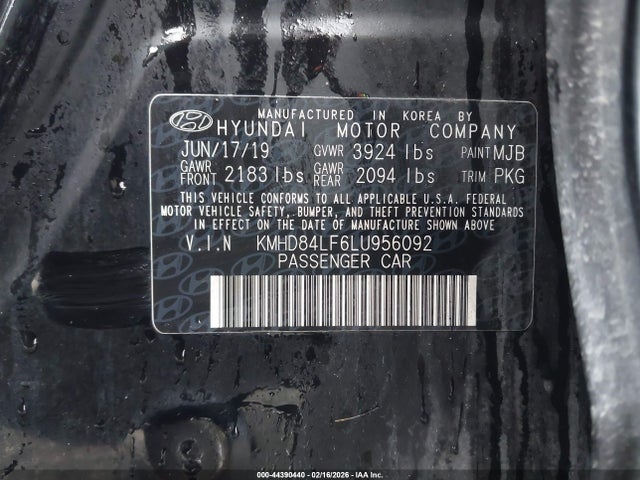 MANUFACTURED IN KOREA BY
HYUNDAI MOTOR COMPANY
JUN/17/19 GVWR 3924 lbs PAINT MJB
GAWR FRONT 2183 lbs GAWR REAR 2094 lbs TRIM PKG
THIS VEHICLE CONFORMS TO ALL APPLICABLE U.S.A. FEDERAL
MOTOR VEHICLE SAFETY, BUMPER, AND THEFT PREVENTION STANDARDS
IN EFFECT ON THE DATE OF MANUFACTURE SHOWN ABOVE
V.I.N KMHD84LF6LU956092
PASSENGER CAR
000-44390440 - 02/16/2026 - IAA Inc.